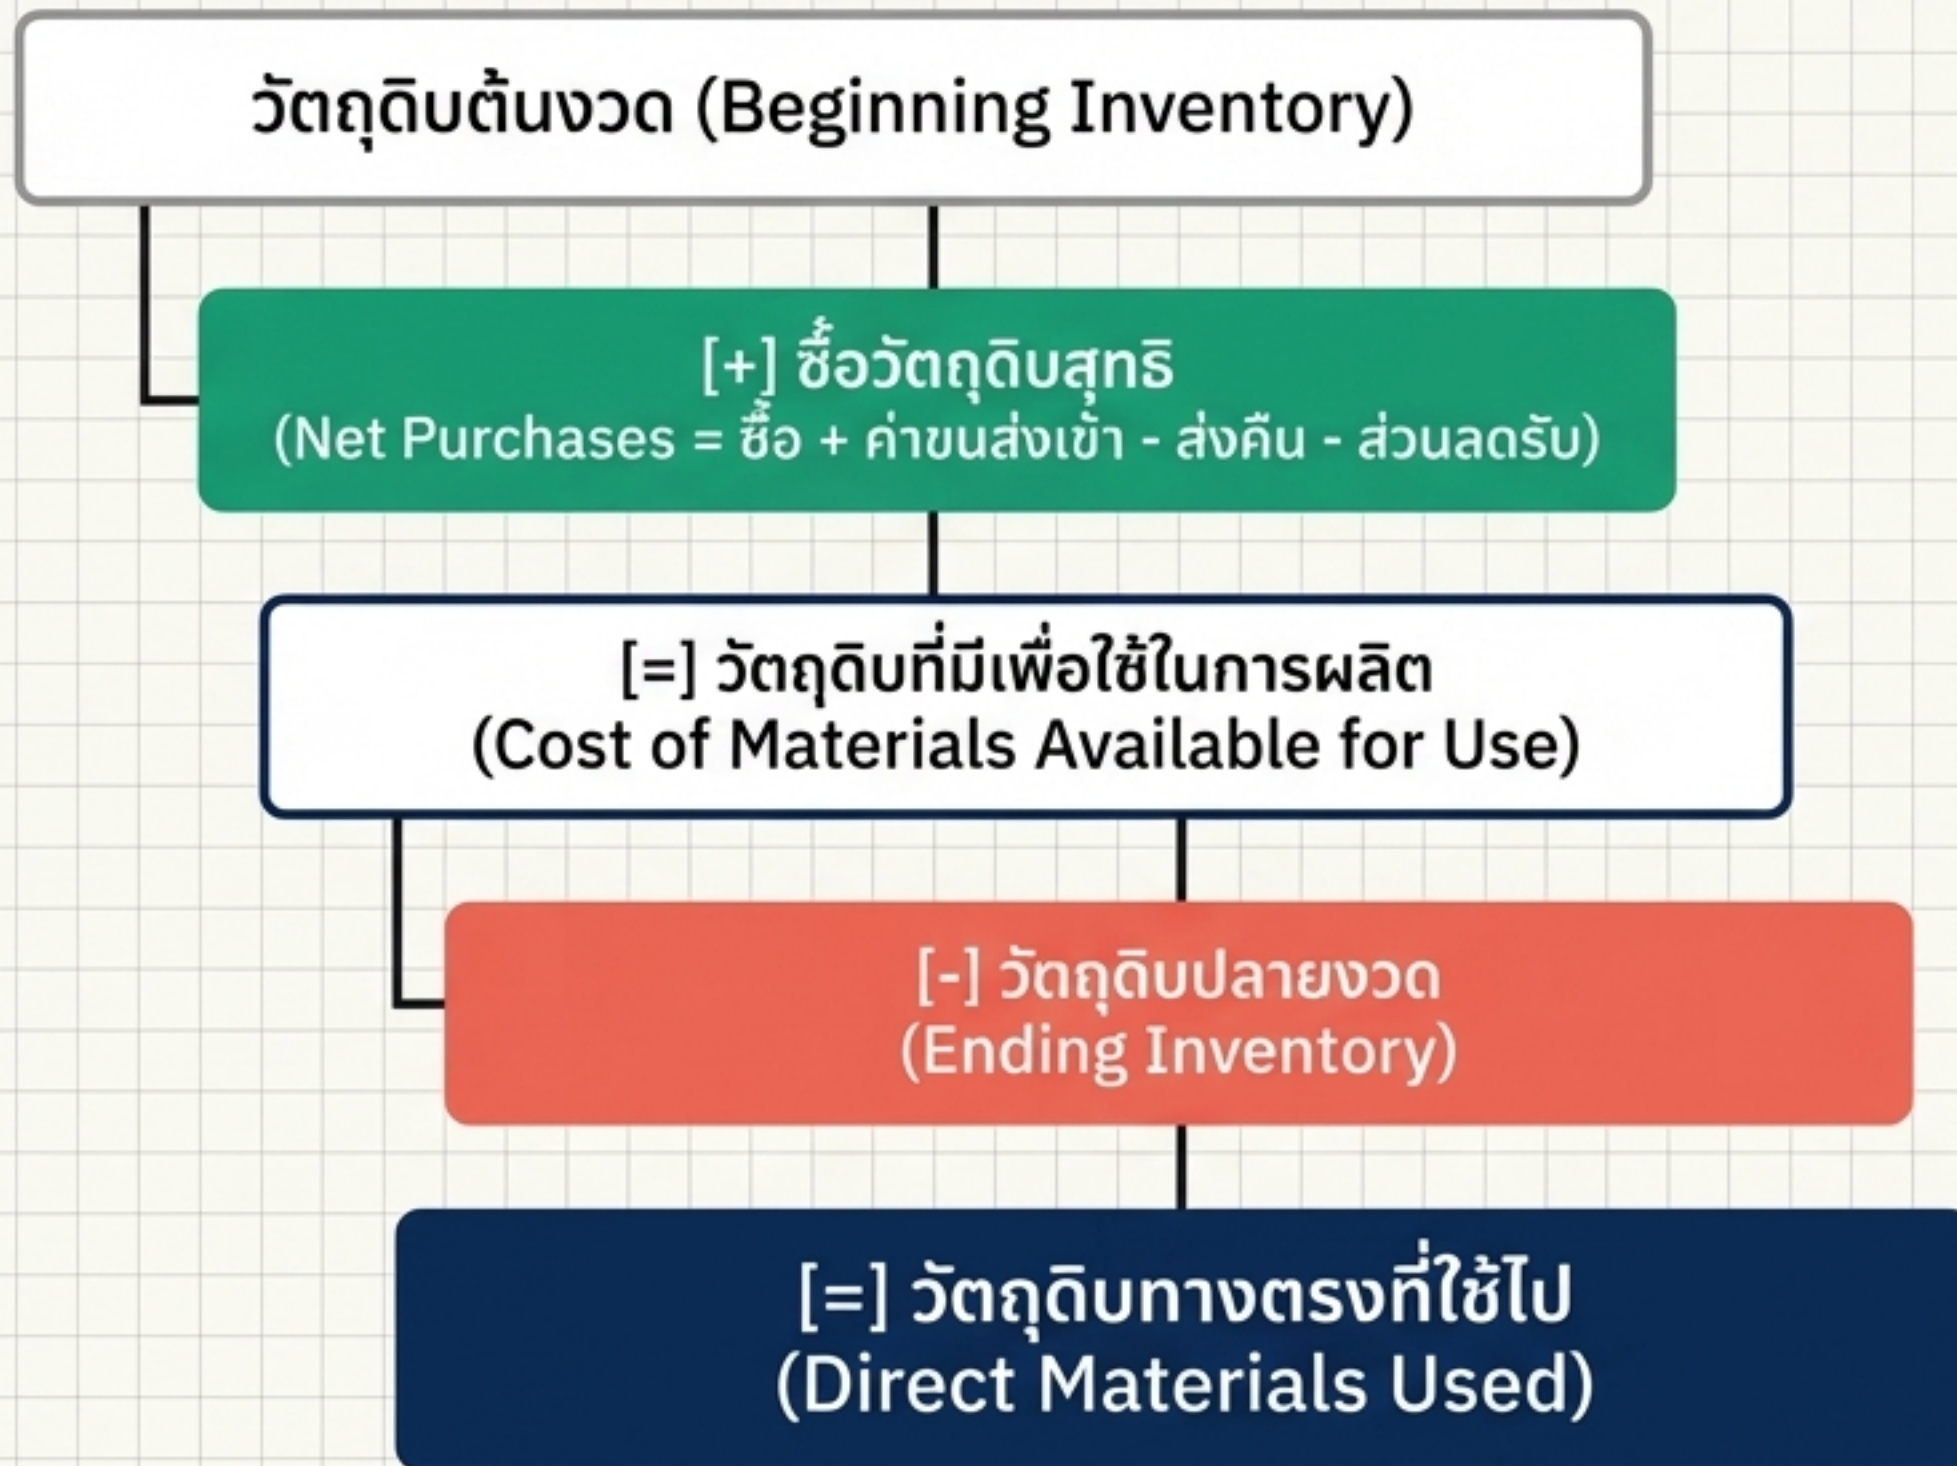 วัตถุดิบต้นงวด (Beginning Inventory)
[+] ซื้อวัตถุดิบสุทธิ
(Net Purchases = ซื้อ + ค่าขนส่งเข้า - ส่งคืน - ส่วนลดรับ)
[=] วัตถุดิบที่มีเพื่อใช้ในการผลิต
(Cost of Materials Available for Use)
[-] วัตถุดิบปลายงวด
(Ending Inventory)
[=] วัตถุดิบทางตรงที่ใช้ไป
(Direct Materials Used)